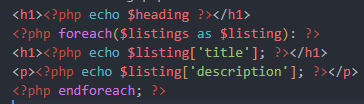 <h1><?php echo $heading ?></h1>
<?php foreach($listings as $listing): ?>
<h1><?php echo $listing['title']; ?></h1>
<p><?php echo $listing['description']; ?></p>
<?php endforeach; ?>